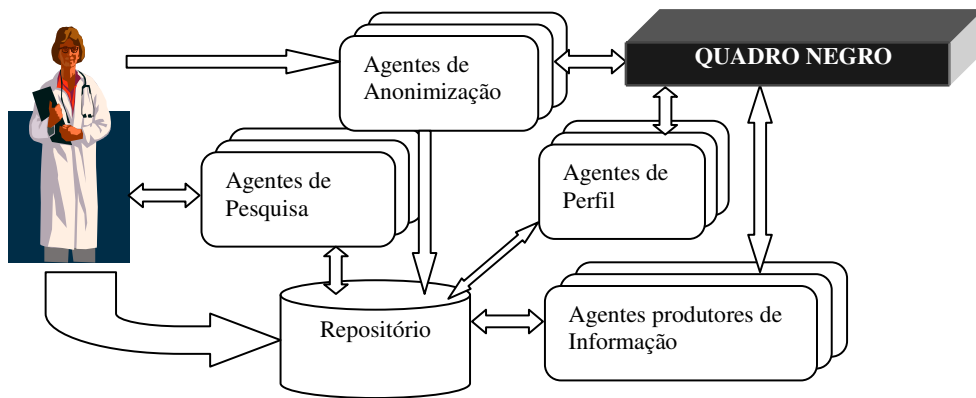 Agentes de
Anonimização
QUADRO NEGRO
Agentes de
Pesquisa
Agentes de
Perfil
Repositório
Agentes produtores de
Informação